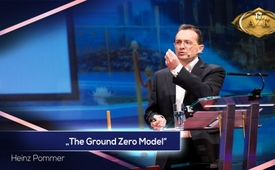 „The Ground Zero Model“
Heinz Pommer